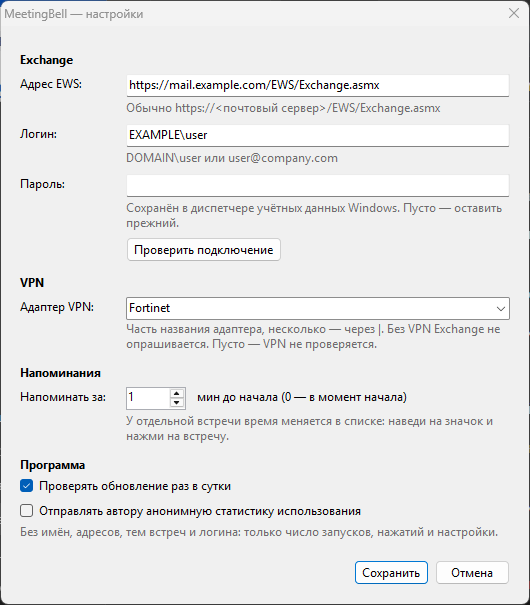 MeetingBell — настройки
Exchange
Адрес EWS: https://mail.example.com/EWS/Exchange.asmx
Обычно https://<почтовый сервер>/EWS/Exchange.asmx
Логин: EXAMPLE\user
DOMAIN\user или user@company.com
Пароль:
Сохранён в диспетчере учётных данных Windows. Пусто — оставить
прежний.
Проверить подключение
VPN
Адаптер VPN: Fortinet
Часть названия адаптера, несколько — через |. Без VPN Exchange не
опрашивается. Пусто — VPN не проверяется.
Напоминания
Напоминать за: 1 мин до начала (0 — в момент начала)
У отдельной встречи время меняется в списке: наведи на значок и
нажми на встречу.
Программа
Проверять обновление раз в сутки
Отправлять автору анонимную статистику использования
Без имён, адресов, тем встреч и логина: только число запусков, нажатий и настройки.
Сохранить Отмена